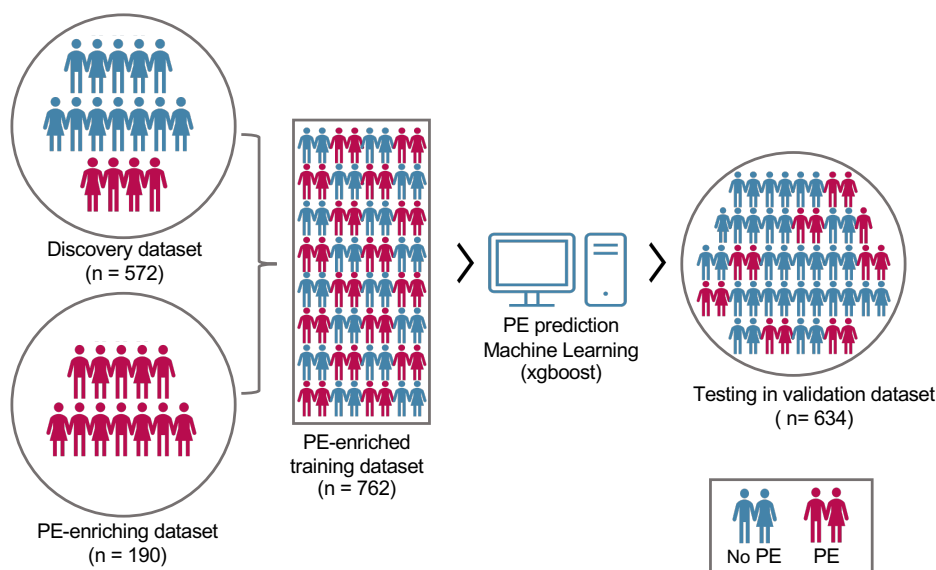 Discovery dataset
(n = 572)
PE-enriching dataset
(n = 190)
PE-enriched
training dataset
(n = 762)
PE prediction
Machine Learning
(xgboost)
Testing in validation dataset
( n= 634)
No PE
PE